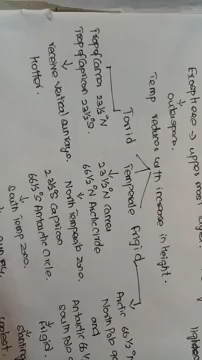 Exosphere → upper most layer
outer space.
Temp reduces with increase in height.
Torrid
Temperate
Frigid
Tropic of Cancer 23½°N
Tropic of Capricorn 23½°S.
receive vertical sunrays.
Hotter.
23½°N Cancer
66½°N Arctic Circle
North Temperate zone.
23½°S Capricorn
66½°S Antarctic Circle.
South Temp zone.
Arctic 66½°N
North Pole
and
Antarctic 66½
South Pole
Frigid